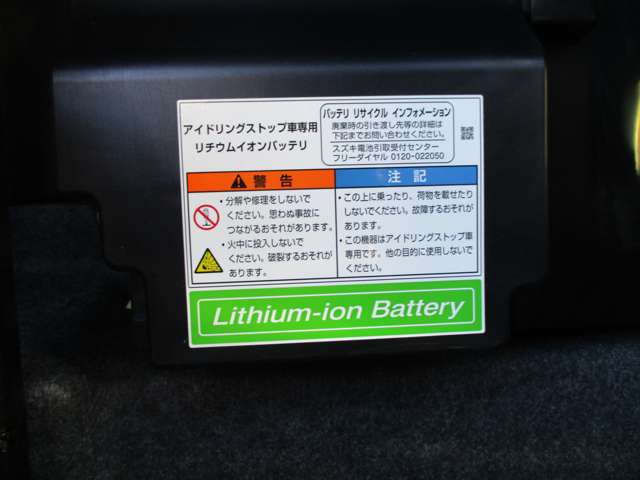 アイドリングストップ車専用
リチウムイオンバッテリ
バッテリ リサイクル インフォメーション
廃棄時の引き渡し先等の詳細は
下記までお問い合わせください。
スズキ電池引取受付センター
フリーダイヤル 0120-022050
警告
・分解や修理をしないで
ください。思わぬ事故に
つながるおそれがあります。
・火中に投入しないで
ください。破裂するおそれが
あります。
注記
・この上に乗ったり、荷物を載せたり
しないでください。故障するおそれが
あります。
・この機器はアイドリングストップ車
専用です。他の目的に使用しないで
ください。
Lithium-ion Battery